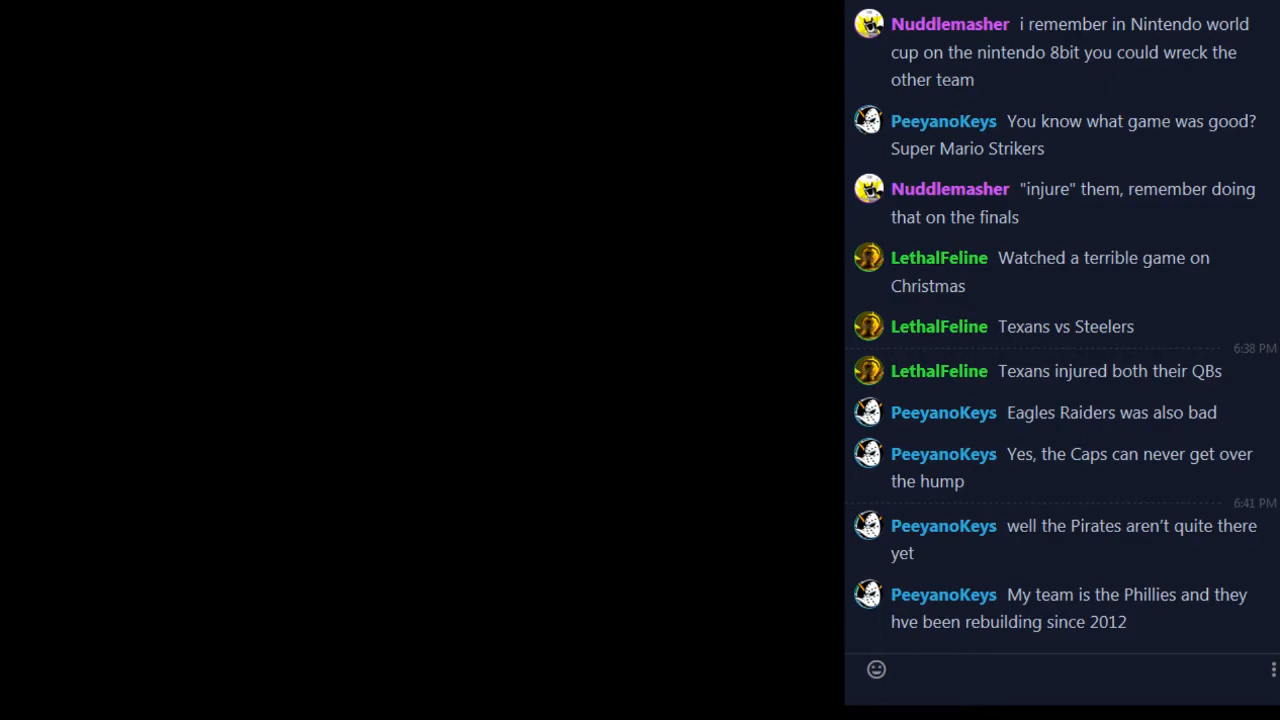 Nuddlemasher i remember in Nintendo world
cup on the nintendo 8bit you could wreck the
other team
PeeyanoKeys You know what game was good?
Super Mario Strikers
Nuddlemasher "injure" them, remember doing
that on the finals
LethalFeline Watched a terrible game on
Christmas
LethalFeline Texans vs Steelers
6:38 PM
LethalFeline Texans injured both their QBs
PeeyanoKeys Eagles Raiders was also bad
PeeyanoKeys Yes, the Caps can never get over
the hump
6:41 PM
PeeyanoKeys well the Pirates aren’t quite there
yet
PeeyanoKeys My team is the Phillies and they
hve been rebuilding since 2012